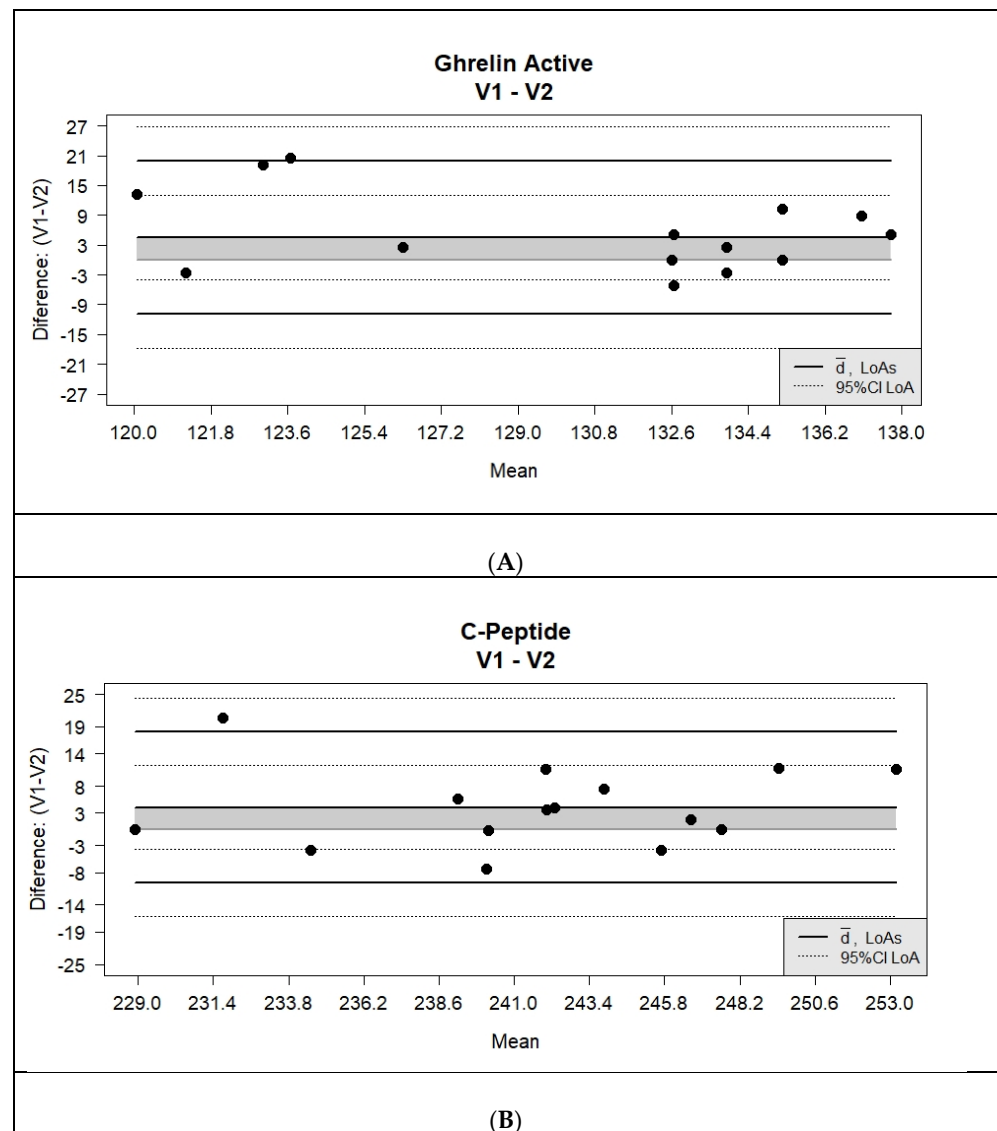 Ghrelin Active
V1 - V2
Diference: (V1-V2)
27
21
15
9
3
-3
-9
-15
-21
-27
d̅ , LoAs
95%CI LoA
120.0 121.8 123.6 125.4 127.2 129.0 130.8 132.6 134.4 136.2 138.0
Mean
(A)
C-Peptide
V1 - V2
Diference: (V1-V2)
25
19
14
8
3
-3
-8
-14
-19
-25
d̅ , LoAs
95%CI LoA
229.0 231.4 233.8 236.2 238.6 241.0 243.4 245.8 248.2 250.6 253.0
Mean
(B)